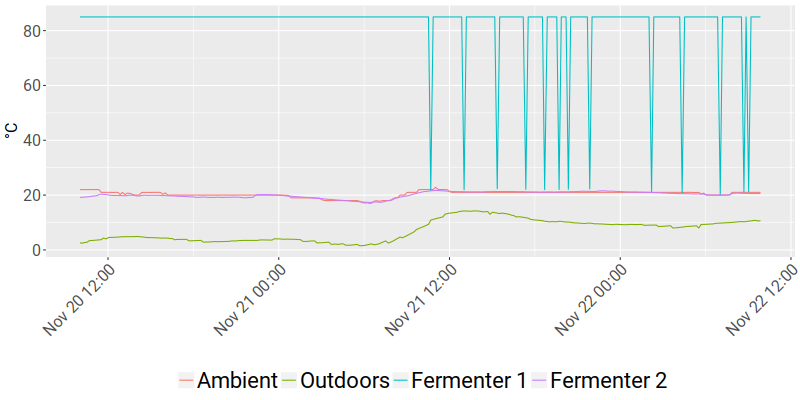 80
60
40
20
0
°C
Nov 20 12:00
Nov 21 00:00
Nov 21 12:00
Nov 22 00:00
Nov 22 12:00
Ambient Outdoors Fermenter 1 Fermenter 2